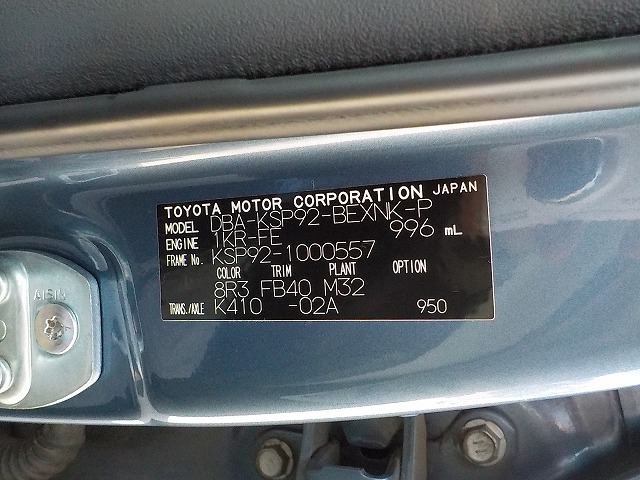 TOYOTA MOTOR CORPORATION JAPAN
MODEL DBA-KSP92-BEXNK-P
ENGINE 1KR-FE 996 mL
FRAME No. KSP92-1000557
COLOR TRIM PLANT OPTION
8R3 FB40 M32
TRANS./AXLE K410 -02A 950
AISIN